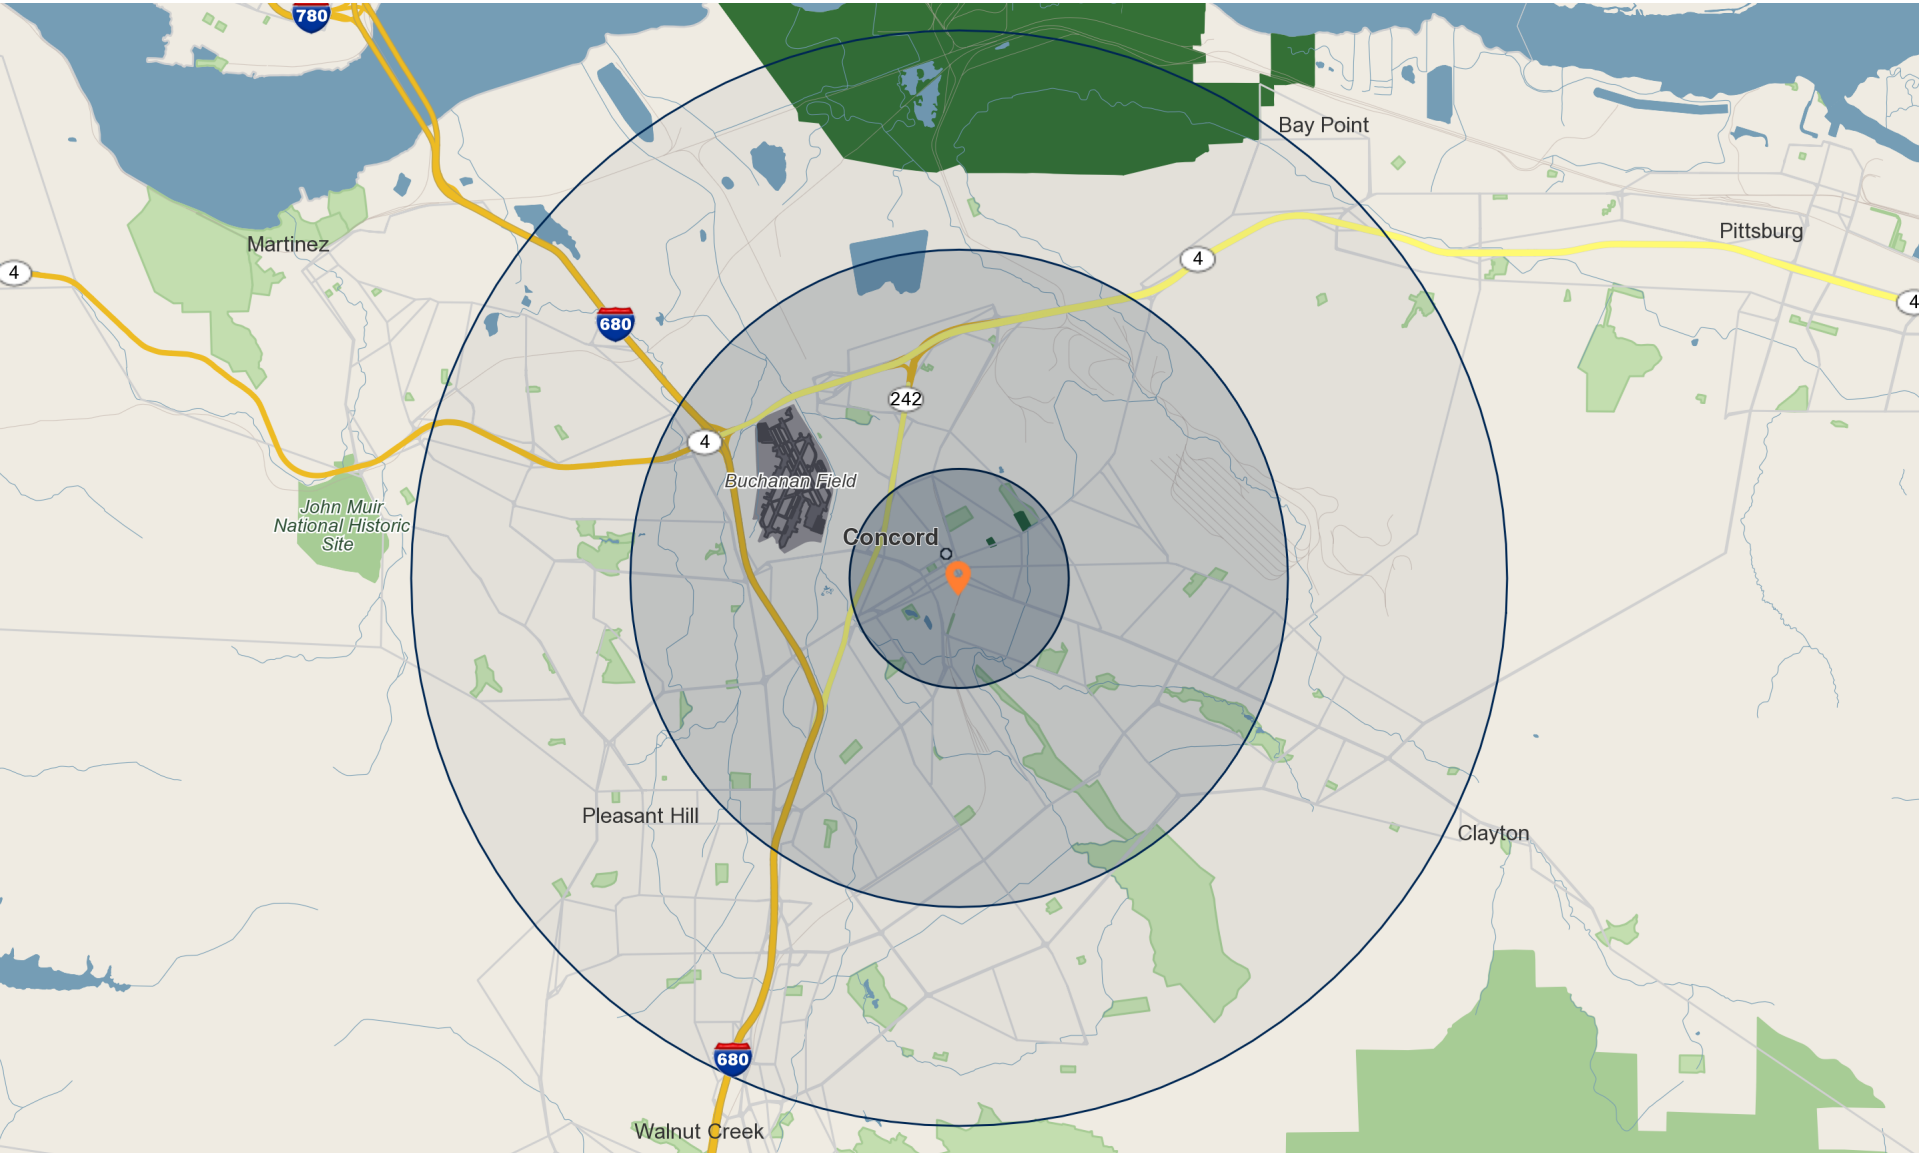 780
Bay Point
Martinez
Pittsburg
4
4
4
680
242
4
Buchanan Field
John Muir
National Historic
Site
Concord
Pleasant Hill
Clayton
680
Walnut Creek